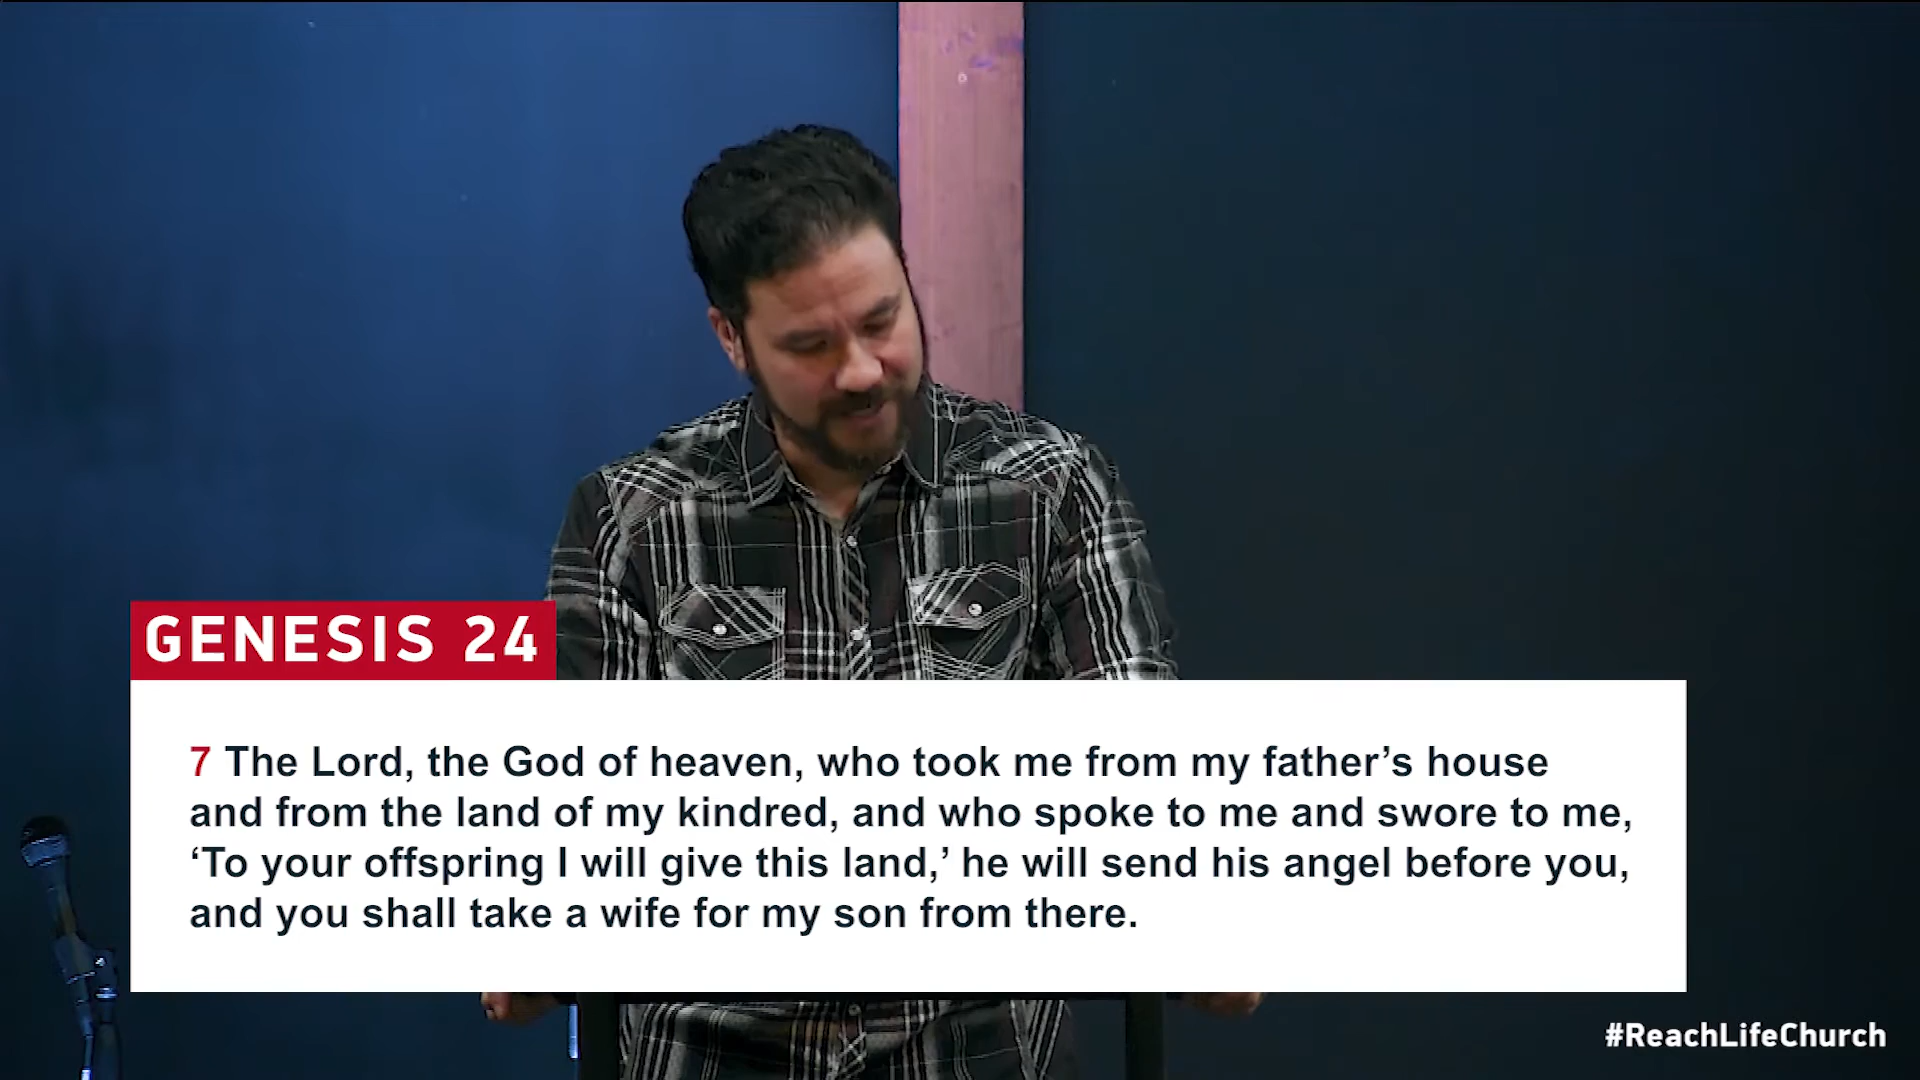 GENESIS 24
7 The Lord, the God of heaven, who took me from my father’s house
and from the land of my kindred, and who spoke to me and swore to me,
‘To your offspring I will give this land,’ he will send his angel before you,
and you shall take a wife for my son from there.
#ReachLifeChurch